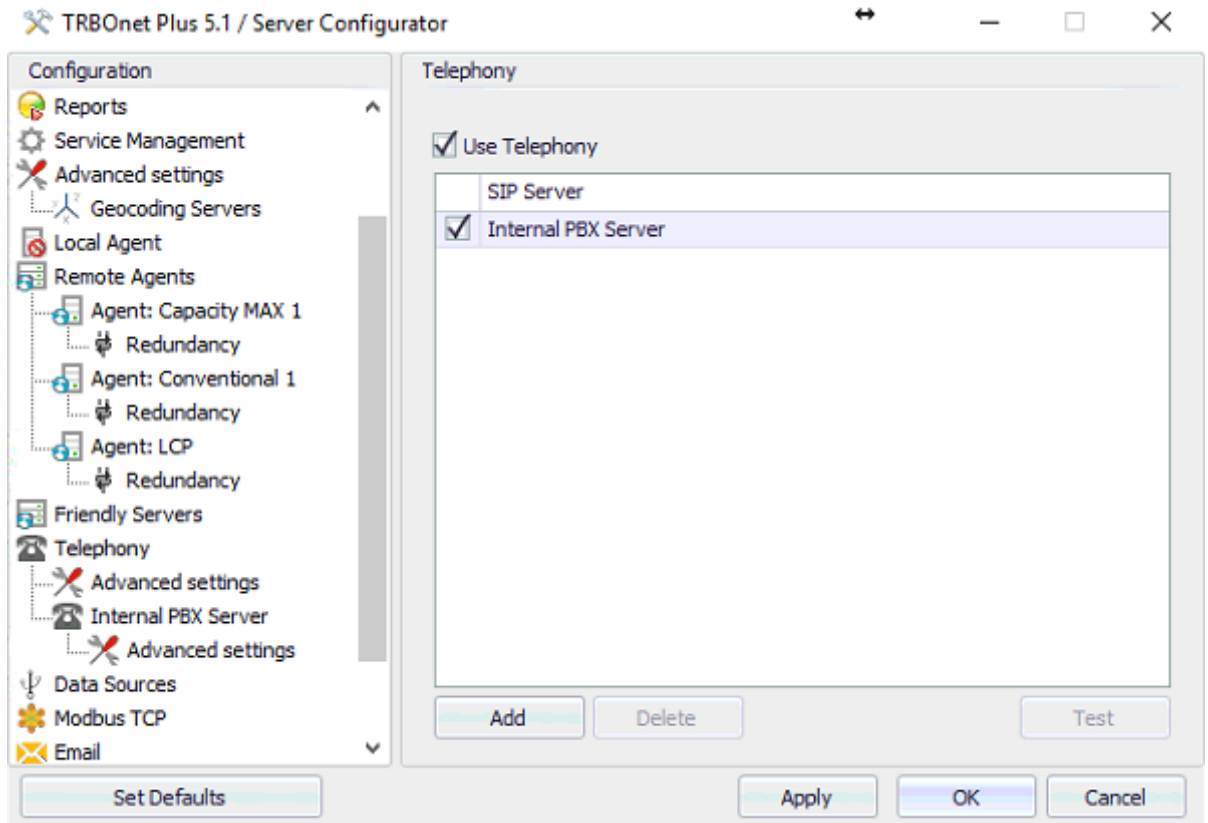 TRBOnet Plus 5.1 / Server Configurator
Configuration
Reports
Service Management
Advanced settings
Geocoding Servers
Local Agent
Remote Agents
Agent: Capacity MAX 1
Redundancy
Agent: Conventional 1
Redundancy
Agent: LCP
Redundancy
Friendly Servers
Telephony
Advanced settings
Internal PBX Server
Advanced settings
Data Sources
Modbus TCP
Email
Set Defaults
Telephony
Use Telephony
SIP Server
Internal PBX Server
Add
Delete
Test
Apply
OK
Cancel